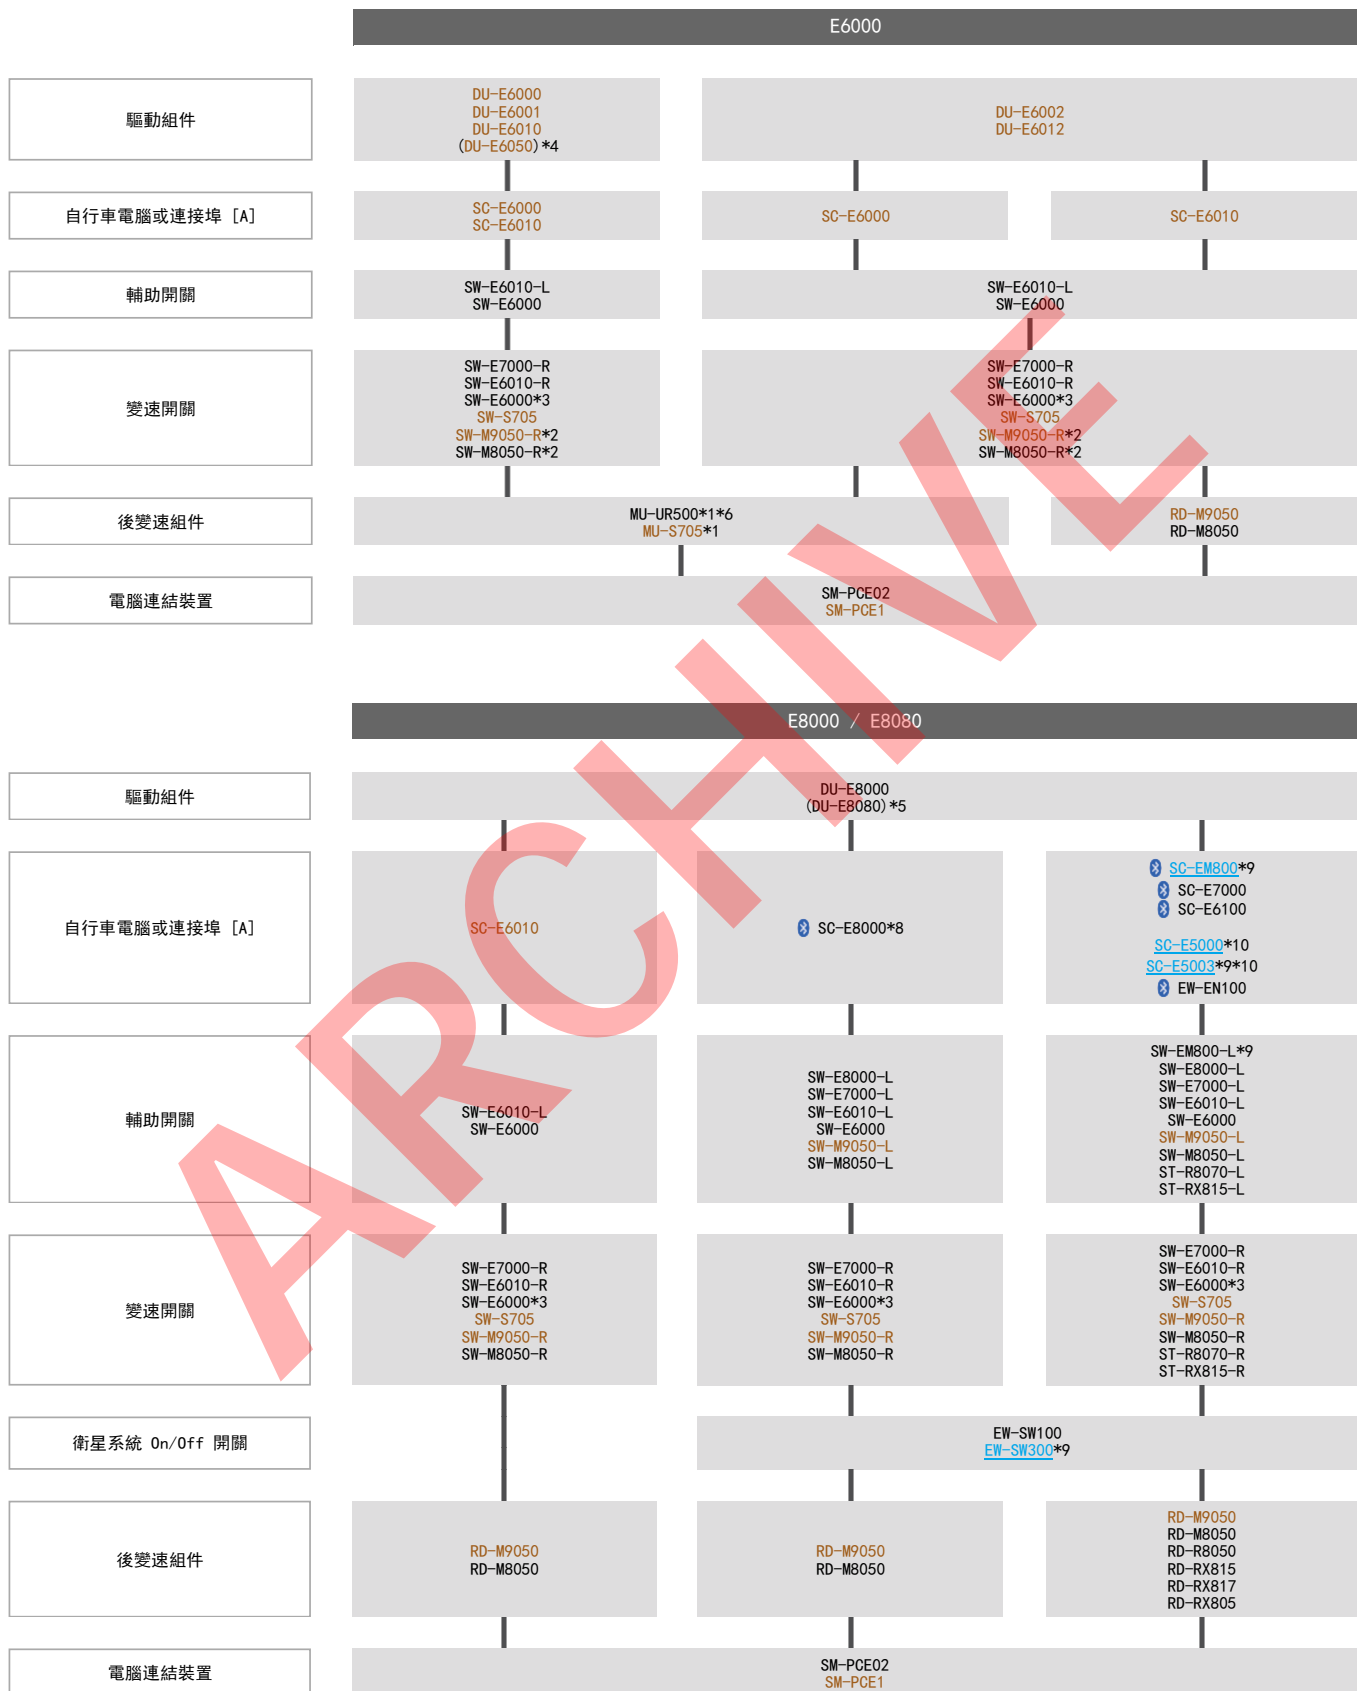 E6000
驅動組件
DU-E6000
DU-E6001
DU-E6010
(DU-E6050)*4
DU-E6002
DU-E6012
自行車電腦或連接埠 [A]
SC-E6000
SC-E6010
SC-E6000
SC-E6010
輔助開關
SW-E6010-L
SW-E6000
SW-E6010-L
SW-E6000
變速開關
SW-E7000-R
SW-E6010-R
SW-E6000*3
SW-S705
SW-M9050-R*2
SW-M8050-R*2
SW-E7000-R
SW-E6010-R
SW-E6000*3
SW-S705
SW-M9050-R*2
SW-M8050-R*2
後變速組件
MU-UR500*1*6
MU-S705*1
RD-M9050
RD-M8050
電腦連結裝置
SM-PCE02
SM-PCE1
E8000 / E8080
驅動組件
DU-E8000
(DU-E8080)*5
自行車電腦或連接埠 [A]
SC-E6010
SC-E8000*8
SC-EM800*9
SC-E7000
SC-E6100
SC-E5000*10
SC-E5003*9*10
EW-EN100
輔助開關
SW-E6010-L
SW-E6000
SW-E8000-L
SW-E7000-L
SW-E6010-L
SW-E6000
SW-M9050-L
SW-M8050-L
SW-EM800-L*9
SW-E8000-L
SW-E7000-L
SW-E6010-L
SW-E6000
SW-M9050-L
SW-M8050-L
ST-R8070-L
ST-RX815-L
變速開關
SW-E7000-R
SW-E6010-R
SW-E6000*3
SW-S705
SW-M9050-R
SW-M8050-R
SW-E7000-R
SW-E6010-R
SW-E6000*3
SW-S705
SW-M9050-R
SW-M8050-R
SW-E7000-R
SW-E6010-R
SW-E6000*3
SW-S705
SW-M9050-R
SW-M8050-R
ST-R8070-R
ST-RX815-R
衛星系統 On/Off 開關
EW-SW100
EW-SW300*9
後變速組件
RD-M9050
RD-M8050
RD-M9050
RD-M8050
RD-M9050
RD-M8050
RD-R8050
RD-RX815
RD-RX817
RD-RX805
電腦連結裝置
SM-PCE02
SM-PCE1
ARCHIVE